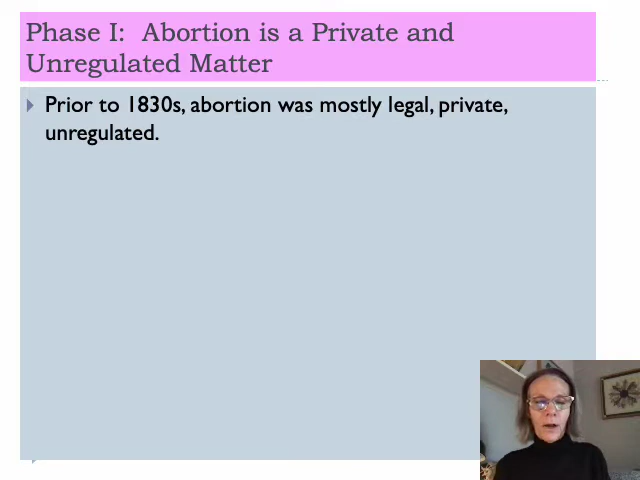 Phase I:  Abortion is a Private and
Unregulated Matter
Prior to 1830s, abortion was mostly legal, private,
unregulated.